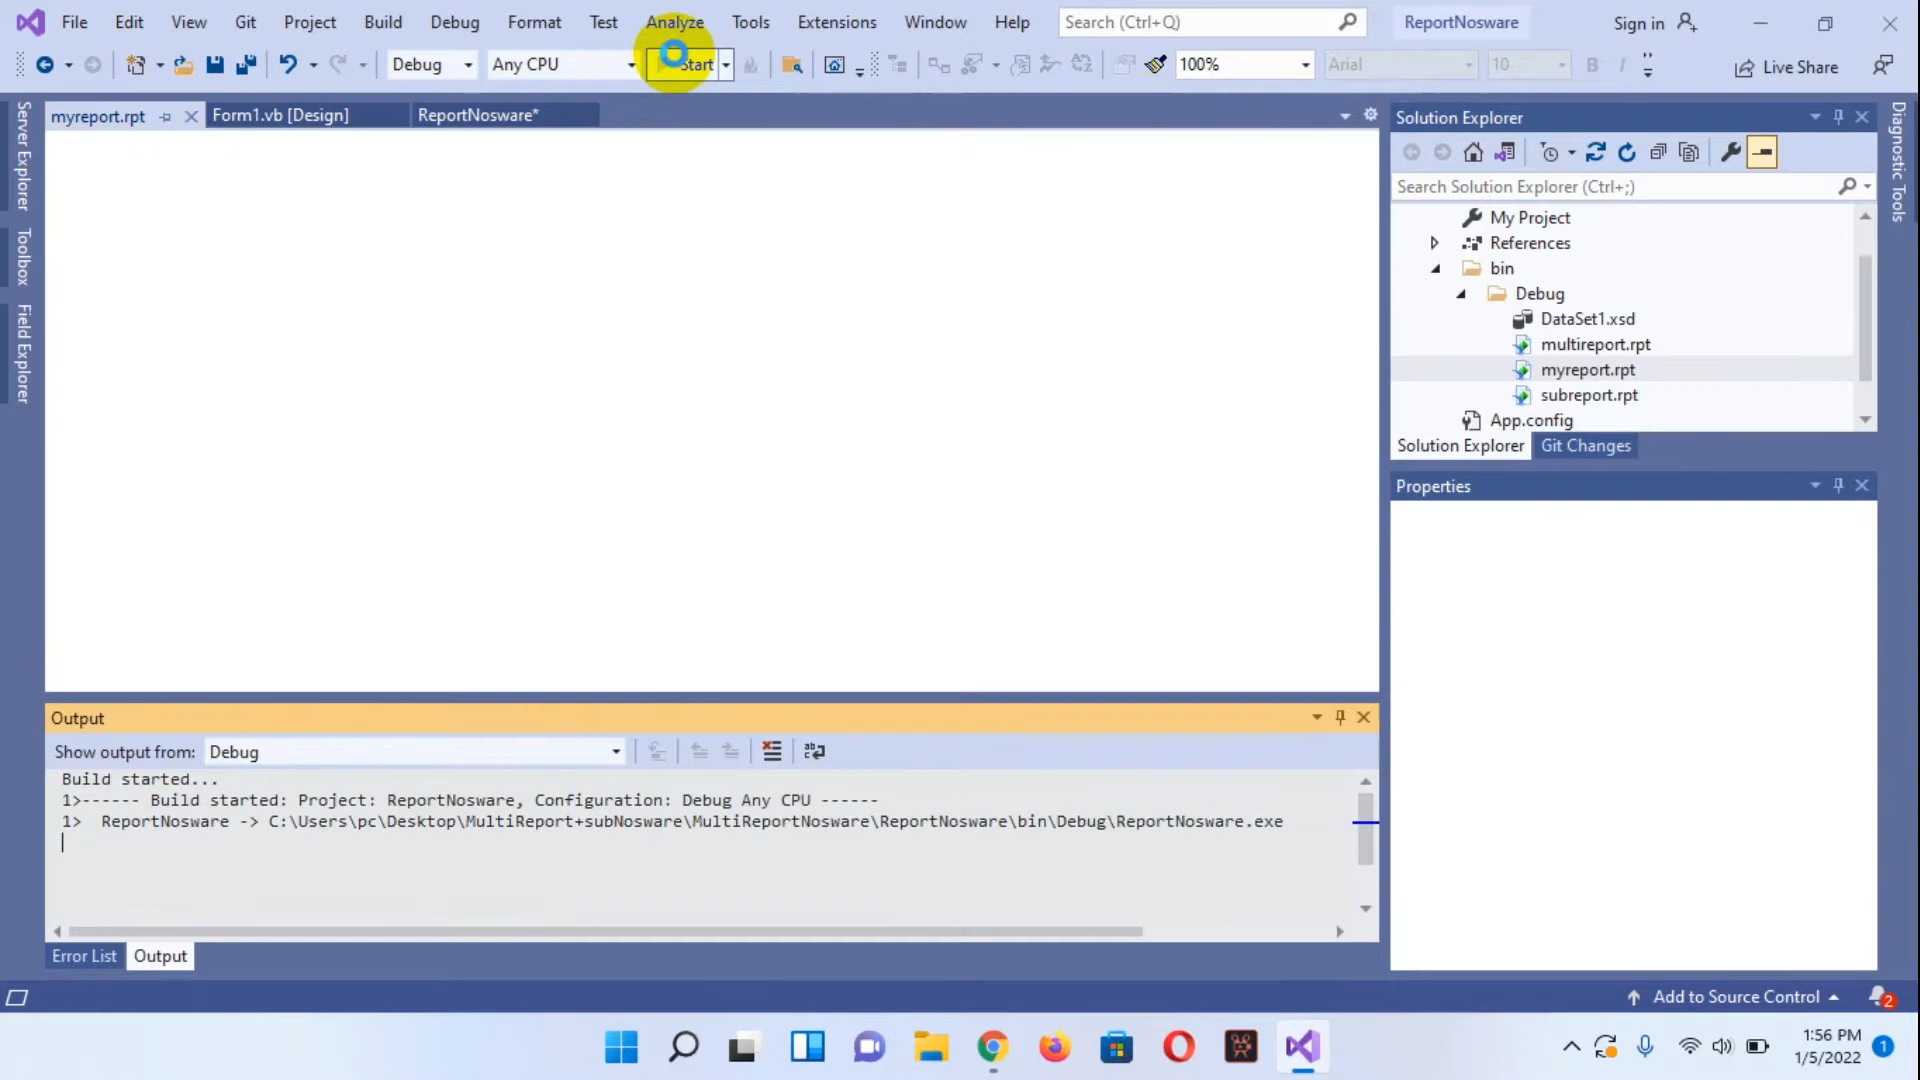 File Edit View Git Project Build Debug Format Test Analyze Tools Extensions Window Help Search (Ctrl+Q) ReportNosware Sign in
Debug Any CPU Start 100% Arial 10 B I Live Share
Server Explorer
Toolbox
Field Explorer
myreport.rpt Form1.vb [Design] ReportNosware*
Solution Explorer
Search Solution Explorer (Ctrl+;)
My Project
References
bin
Debug
DataSet1.xsd
multireport.rpt
myreport.rpt
subreport.rpt
App.config
Solution Explorer Git Changes
Properties
Diagnostic Tools
Output
Show output from: Debug
Build started...
1>------ Build started: Project: ReportNosware, Configuration: Debug Any CPU ------
1>  ReportNosware -> C:\Users\pc\Desktop\MultiReport+subNosware\MultiReportNosware\ReportNosware\bin\Debug\ReportNosware.exe
Error List Output
Add to Source Control 2
1:56 PM
1/5/2022 1